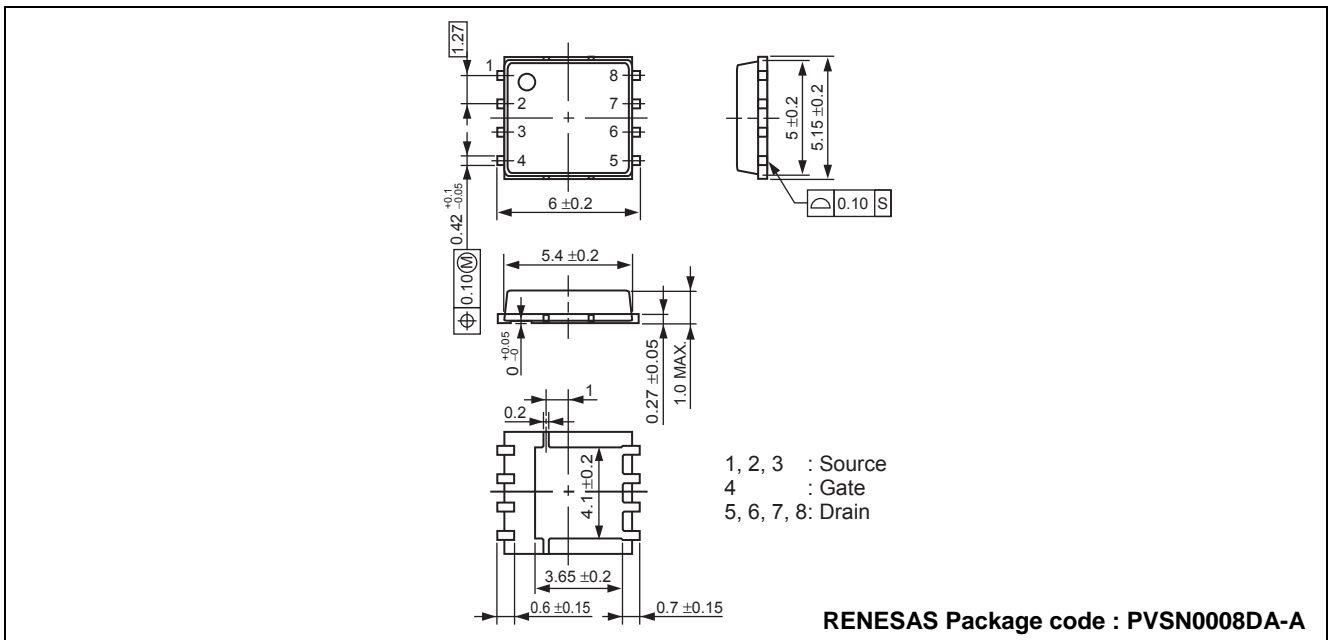 1.27
1
8
2
7
3
6
4
5
6 ±0.2
0.42 +0.1 −0.05
⌖ 0.10 Ⓜ
5 ±0.2
5.15 ±0.2
⌓ 0.10 S
5.4 ±0.2
0 +0.05 −0
0.27 ±0.05
1.0 MAX.
1
0.2
4.1 ±0.2
3.65 ±0.2
0.6 ±0.15
0.7 ±0.15
1, 2, 3 : Source
4 : Gate
5, 6, 7, 8: Drain
RENESAS Package code : PVSN0008DA-A